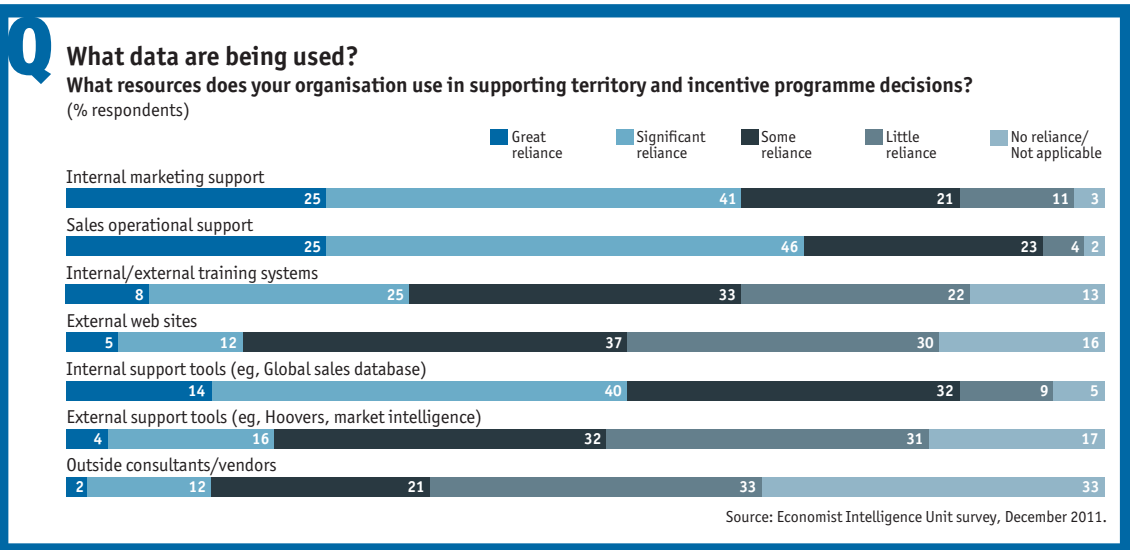 Q
What data are being used?
What resources does your organisation use in supporting territory and incentive programme decisions?
(% respondents)
Great reliance
Significant reliance
Some reliance
Little reliance
No reliance/ Not applicable
Internal marketing support
25 41 21 11 3
Sales operational support
25 46 23 4 2
Internal/external training systems
8 25 33 22 13
External web sites
5 12 37 30 16
Internal support tools (eg, Global sales database)
14 40 32 9 5
External support tools (eg, Hoovers, market intelligence)
4 16 32 31 17
Outside consultants/vendors
2 12 21 33 33
Source: Economist Intelligence Unit survey, December 2011.